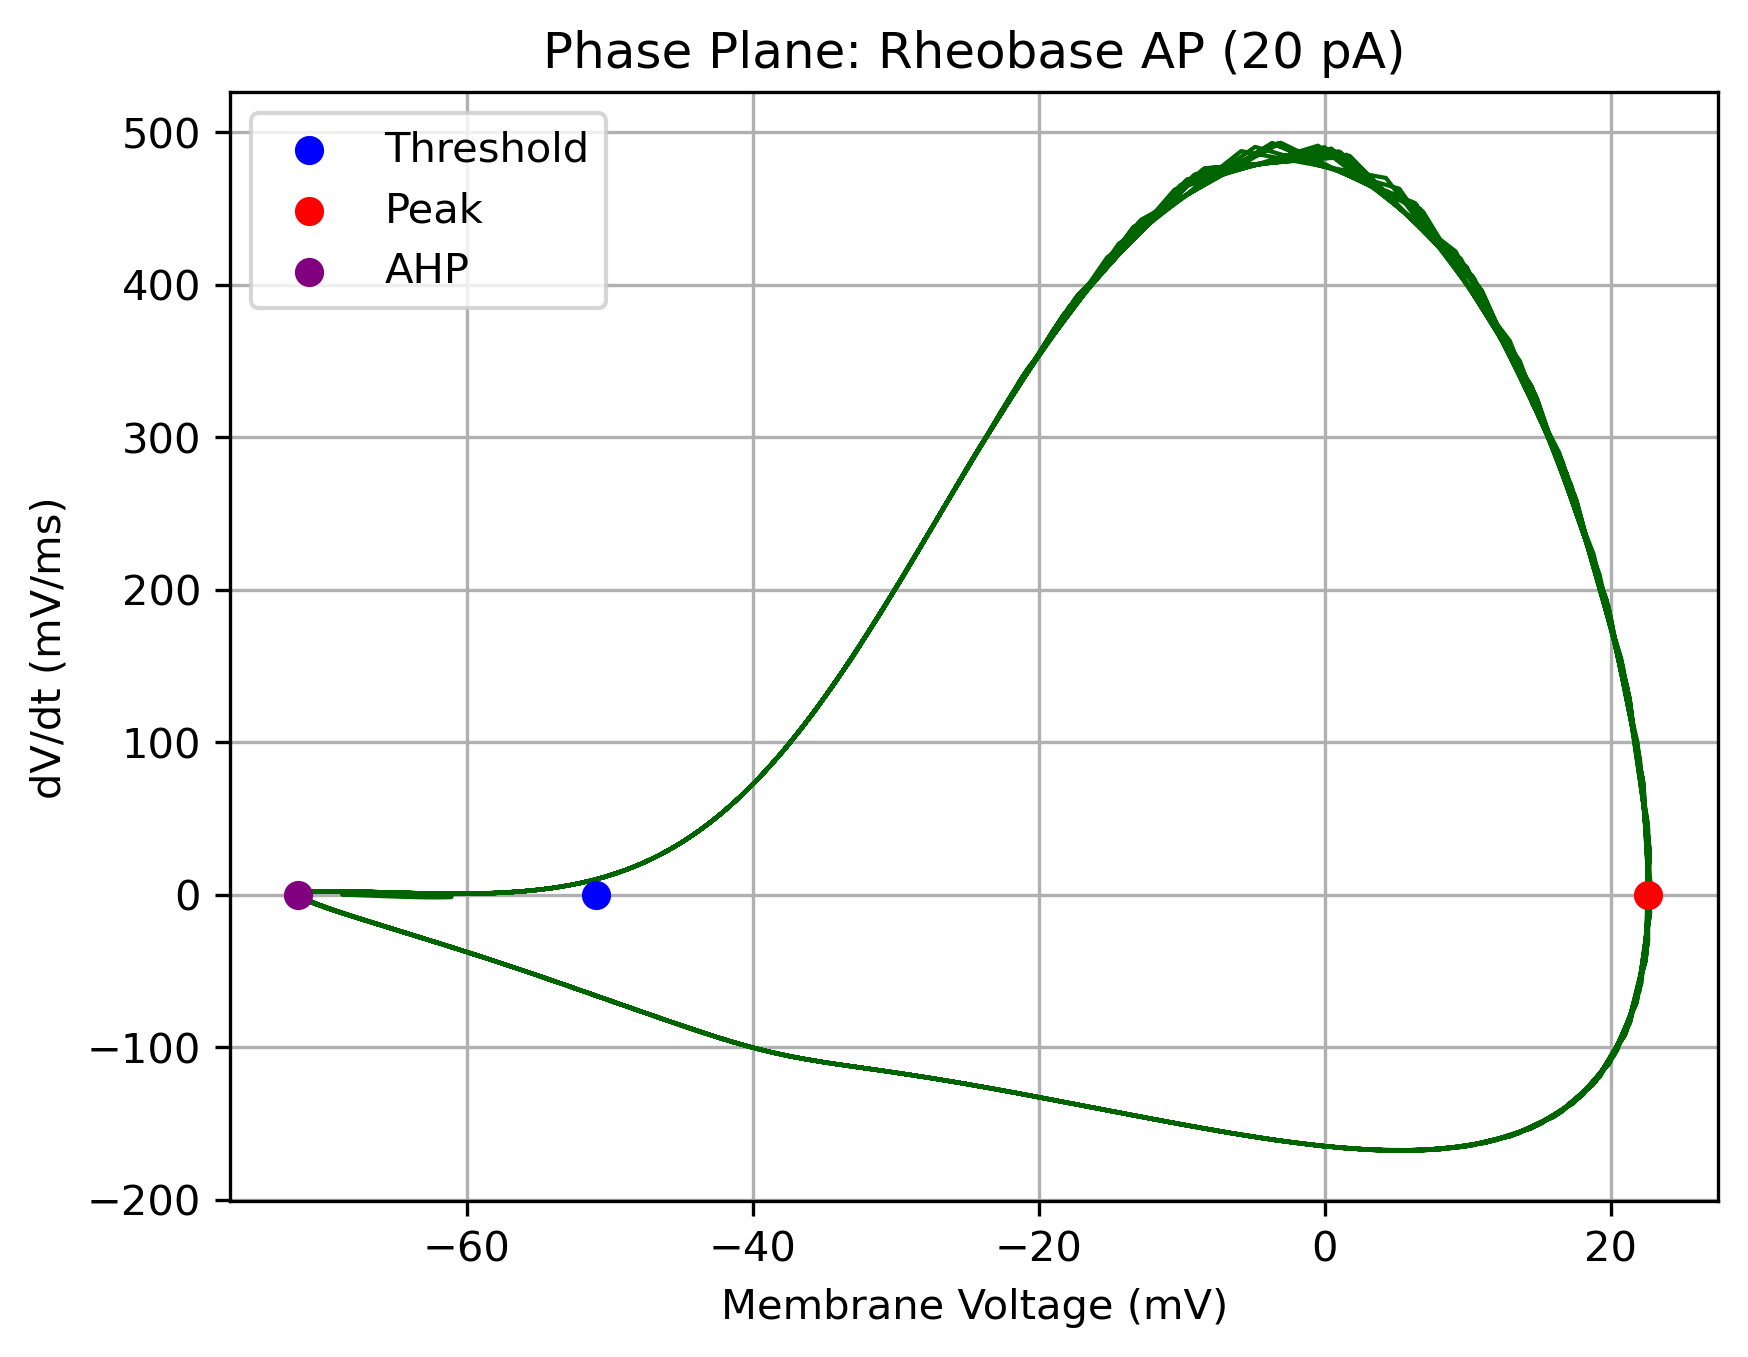 Phase Plane: Rheobase AP (20 pA)
Threshold
Peak
AHP
500
400
300
200
100
0
−100
−200
dV/dt (mV/ms)
−60
−40
−20
0
20
Membrane Voltage (mV)